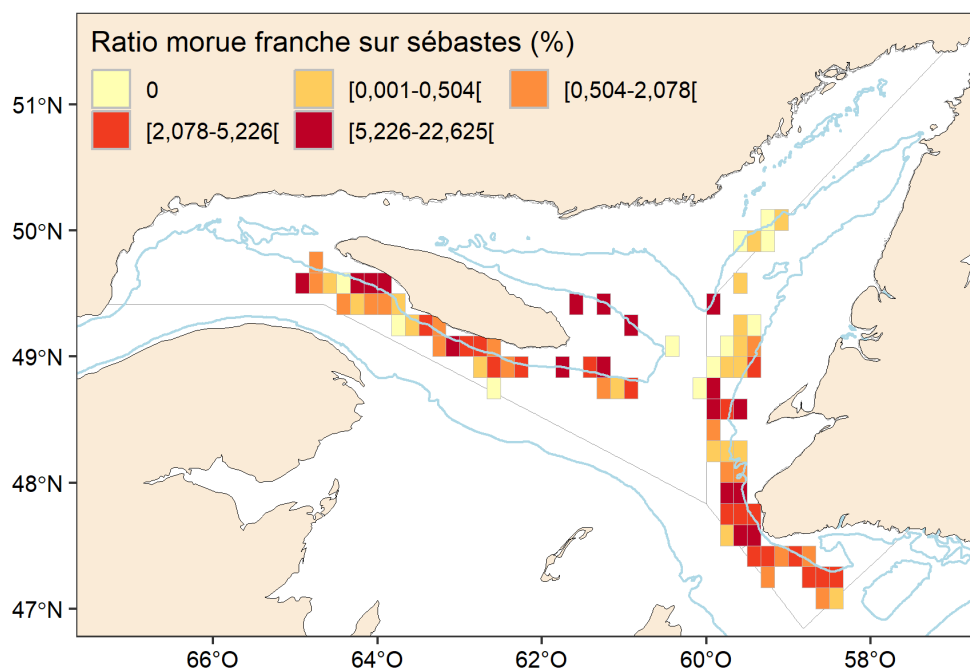 Ratio morue franche sur sébastes (%)
0 [0,001-0,504[ [0,504-2,078[
[2,078-5,226[ [5,226-22,625[
51°N
50°N
49°N
48°N
47°N
66°O 64°O 62°O 60°O 58°O